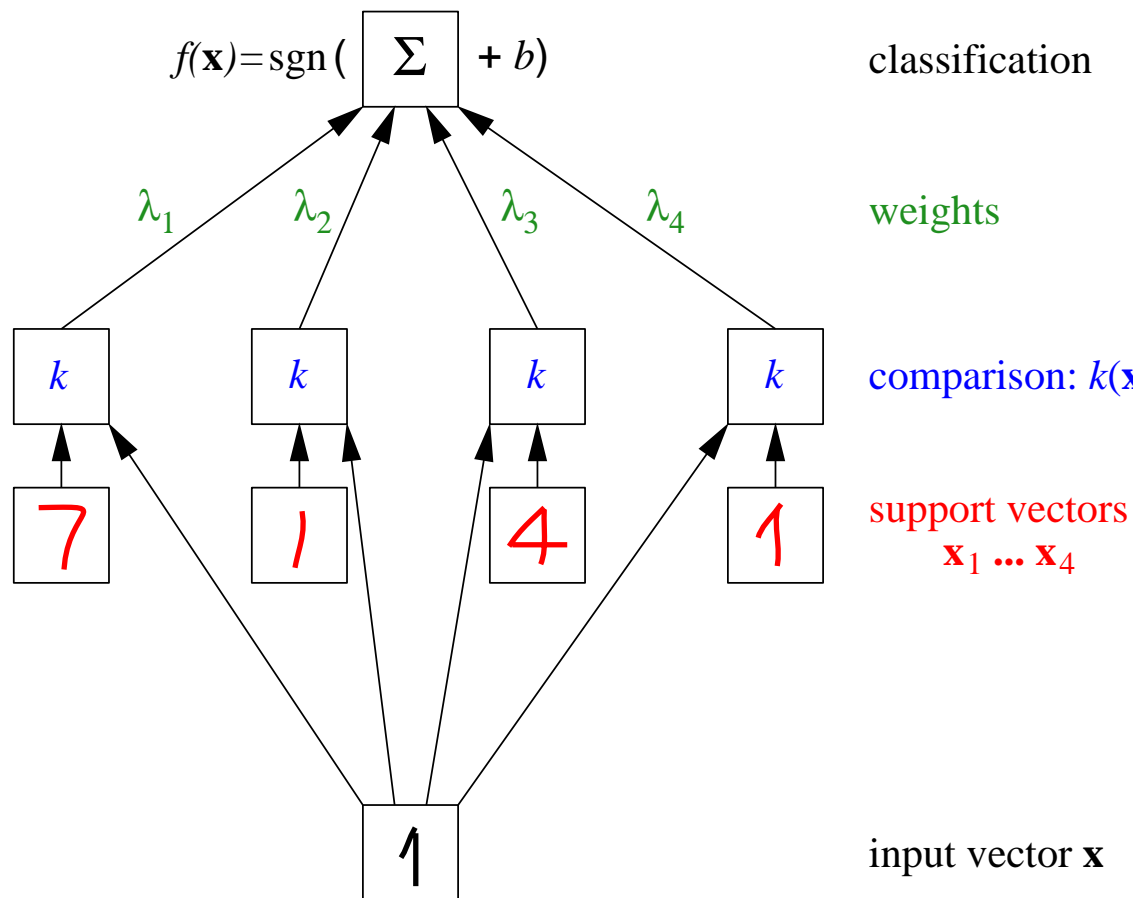 f(x)=sgn ( Σ + b) classification
λ1 λ2 λ3 λ4 weights
k k k k comparison: k(x
7 1 4 1 support vectors
x1 ... x4
1 input vector x